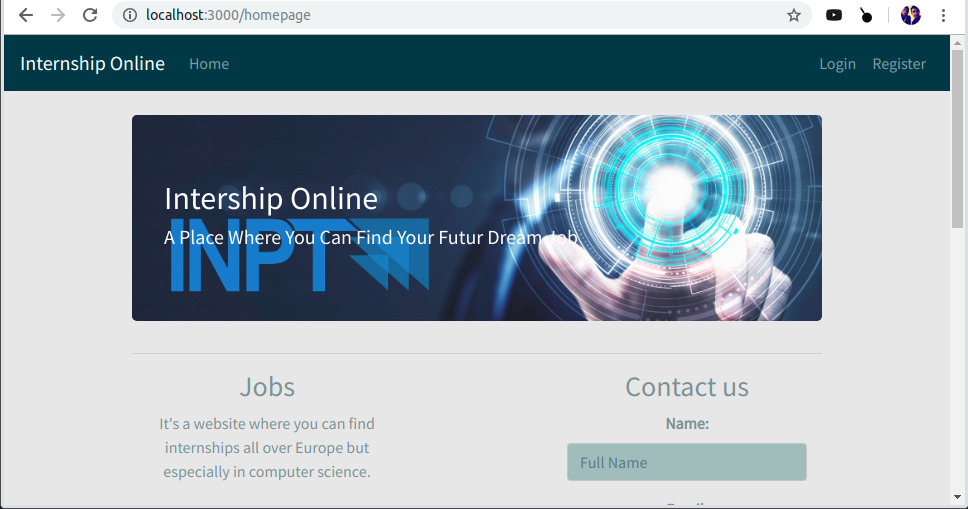 localhost:3000/homepage
Internship Online Home Login Register
Intership Online
A Place Where You Can Find Your Futur Dream Job
INPT
Jobs
It's a website where you can find
internships all over Europe but
especially in computer science.
Contact us
Name:
Full Name